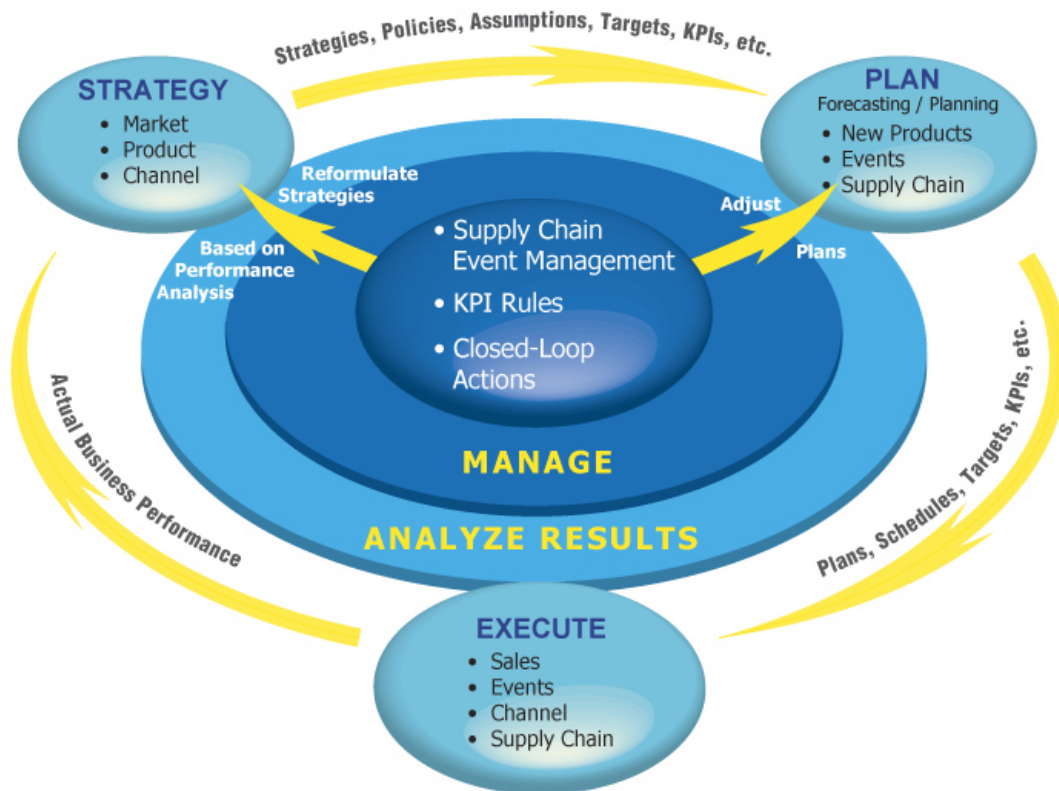 Strategies, Policies, Assumptions, Targets, KPIs, etc.
STRATEGY
• Market
• Product
• Channel
PLAN
Forecasting / Planning
• New Products
• Events
• Supply Chain
Reformulate
Strategies
Based on
Performance
Analysis
Adjust
Plans
• Supply Chain
Event Management
• KPI Rules
• Closed-Loop
Actions
MANAGE
ANALYZE RESULTS
Actual Business Performance
Plans, Schedules, Targets, KPIs, etc.
EXECUTE
• Sales
• Events
• Channel
• Supply Chain